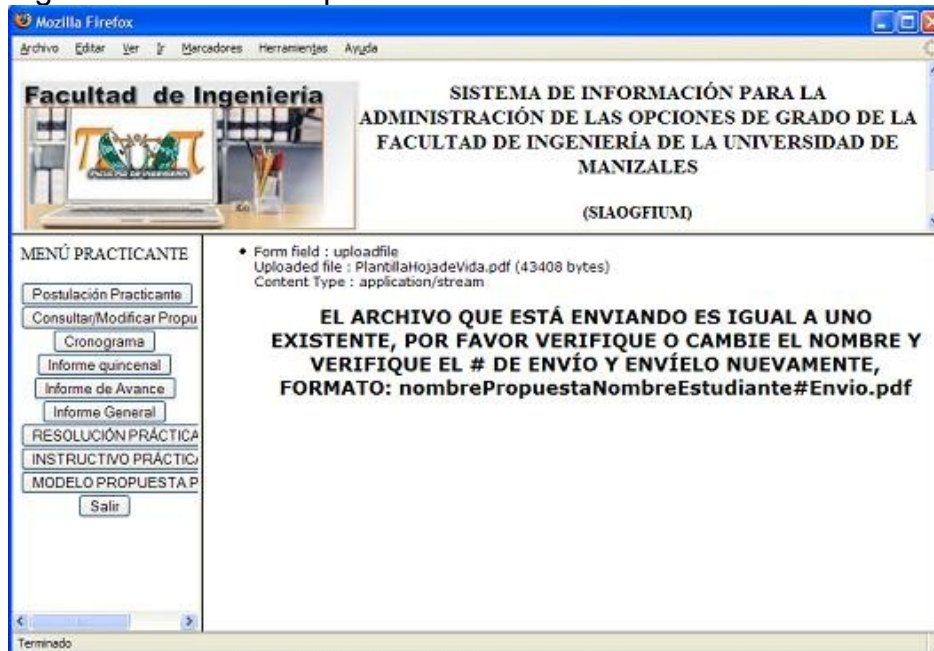 Mozilla Firefox
Archivo Editar Ver Ir Marcadores Herramientas Ayuda
Facultad de Ingeniería
FACULTAD DE INGENIERIA
SISTEMA DE INFORMACIÓN PARA LA
ADMINISTRACIÓN DE LAS OPCIONES DE GRADO DE LA
FACULTAD DE INGENIERÍA DE LA UNIVERSIDAD DE
MANIZALES
(SIAOGFIUM)
MENÚ PRACTICANTE
Postulación Practicante
Consultar/Modificar Propu
Cronograma
Informe quincenal
Informe de Avance
Informe General
RESOLUCIÓN PRÁCTICA
INSTRUCTIVO PRÁCTIC
MODELO PROPUESTA P
Salir
• Form field : uploadfile
Uploaded file : PlantillaHojadeVida.pdf (43408 bytes)
Content Type : application/stream
EL ARCHIVO QUE ESTÁ ENVIANDO ES IGUAL A UNO
EXISTENTE, POR FAVOR VERIFIQUE O CAMBIE EL NOMBRE Y
VERIFIQUE EL # DE ENVÍO Y ENVÍELO NUEVAMENTE,
FORMATO: nombrePropuestaNombreEstudiante#Envio.pdf
Terminado